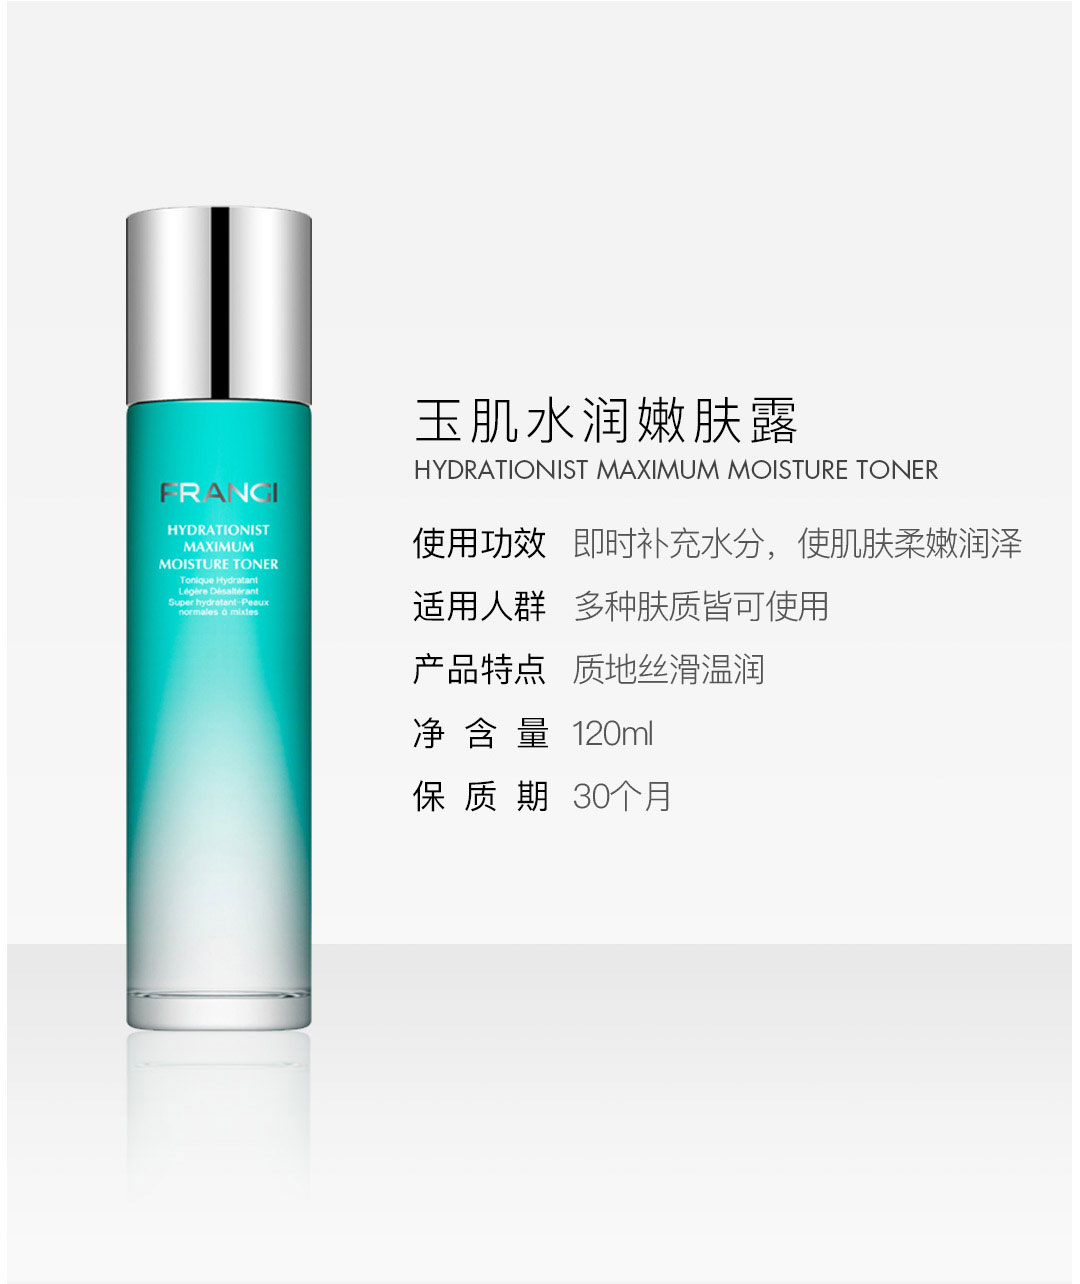 FRANGI
HYDRATIONIST
MAXIMUM
MOISTURE TONER
Tonique Hydratant
Légère Désaltérant
Super hydratant-Peaux
normales à mixtes
玉肌水润嫩肤露
HYDRATIONIST MAXIMUM MOISTURE TONER
使用功效 即时补充水分，使肌肤柔嫩润泽
适用人群 多种肤质皆可使用
产品特点 质地丝滑温润
净含量 120ml
保质期 30个月